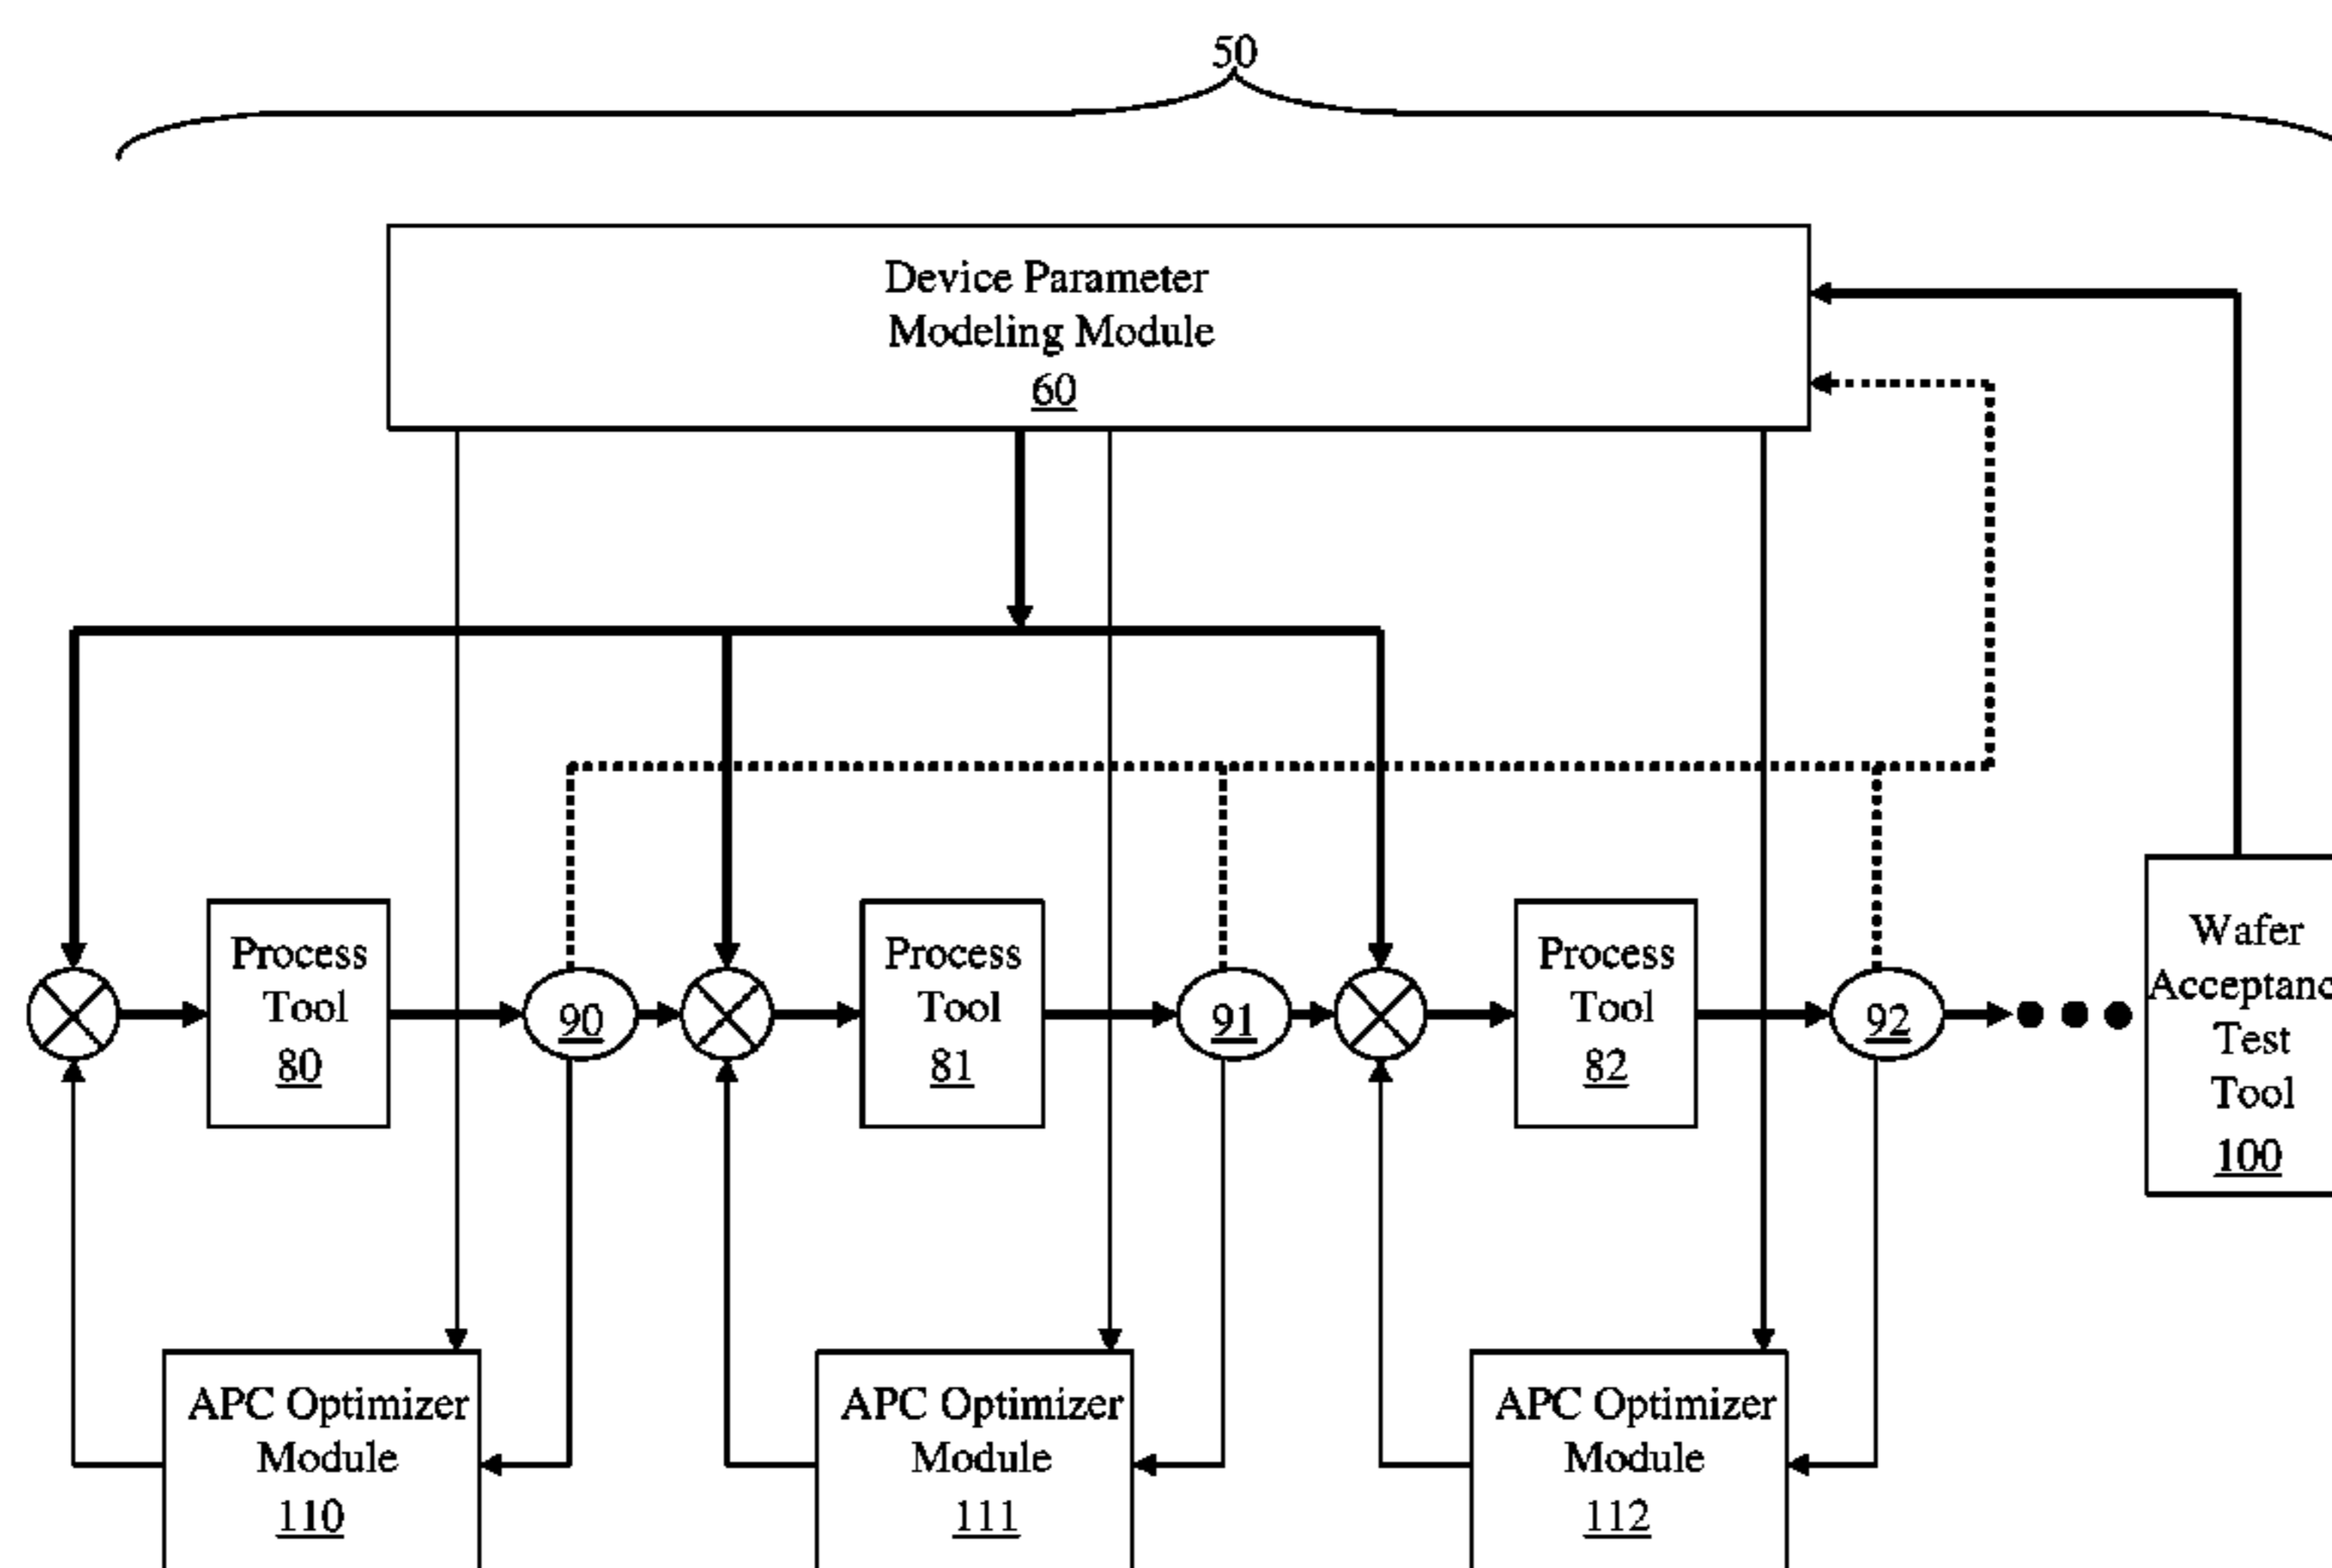 50
Device Parameter
Modeling Module
60
Process
Tool
80
90
Process
Tool
81
91
Process
Tool
82
92
Wafer
Acceptanc
Test
Tool
100
APC Optimizer
Module
110
APC Optimizer
Module
111
APC Optimizer
Module
112